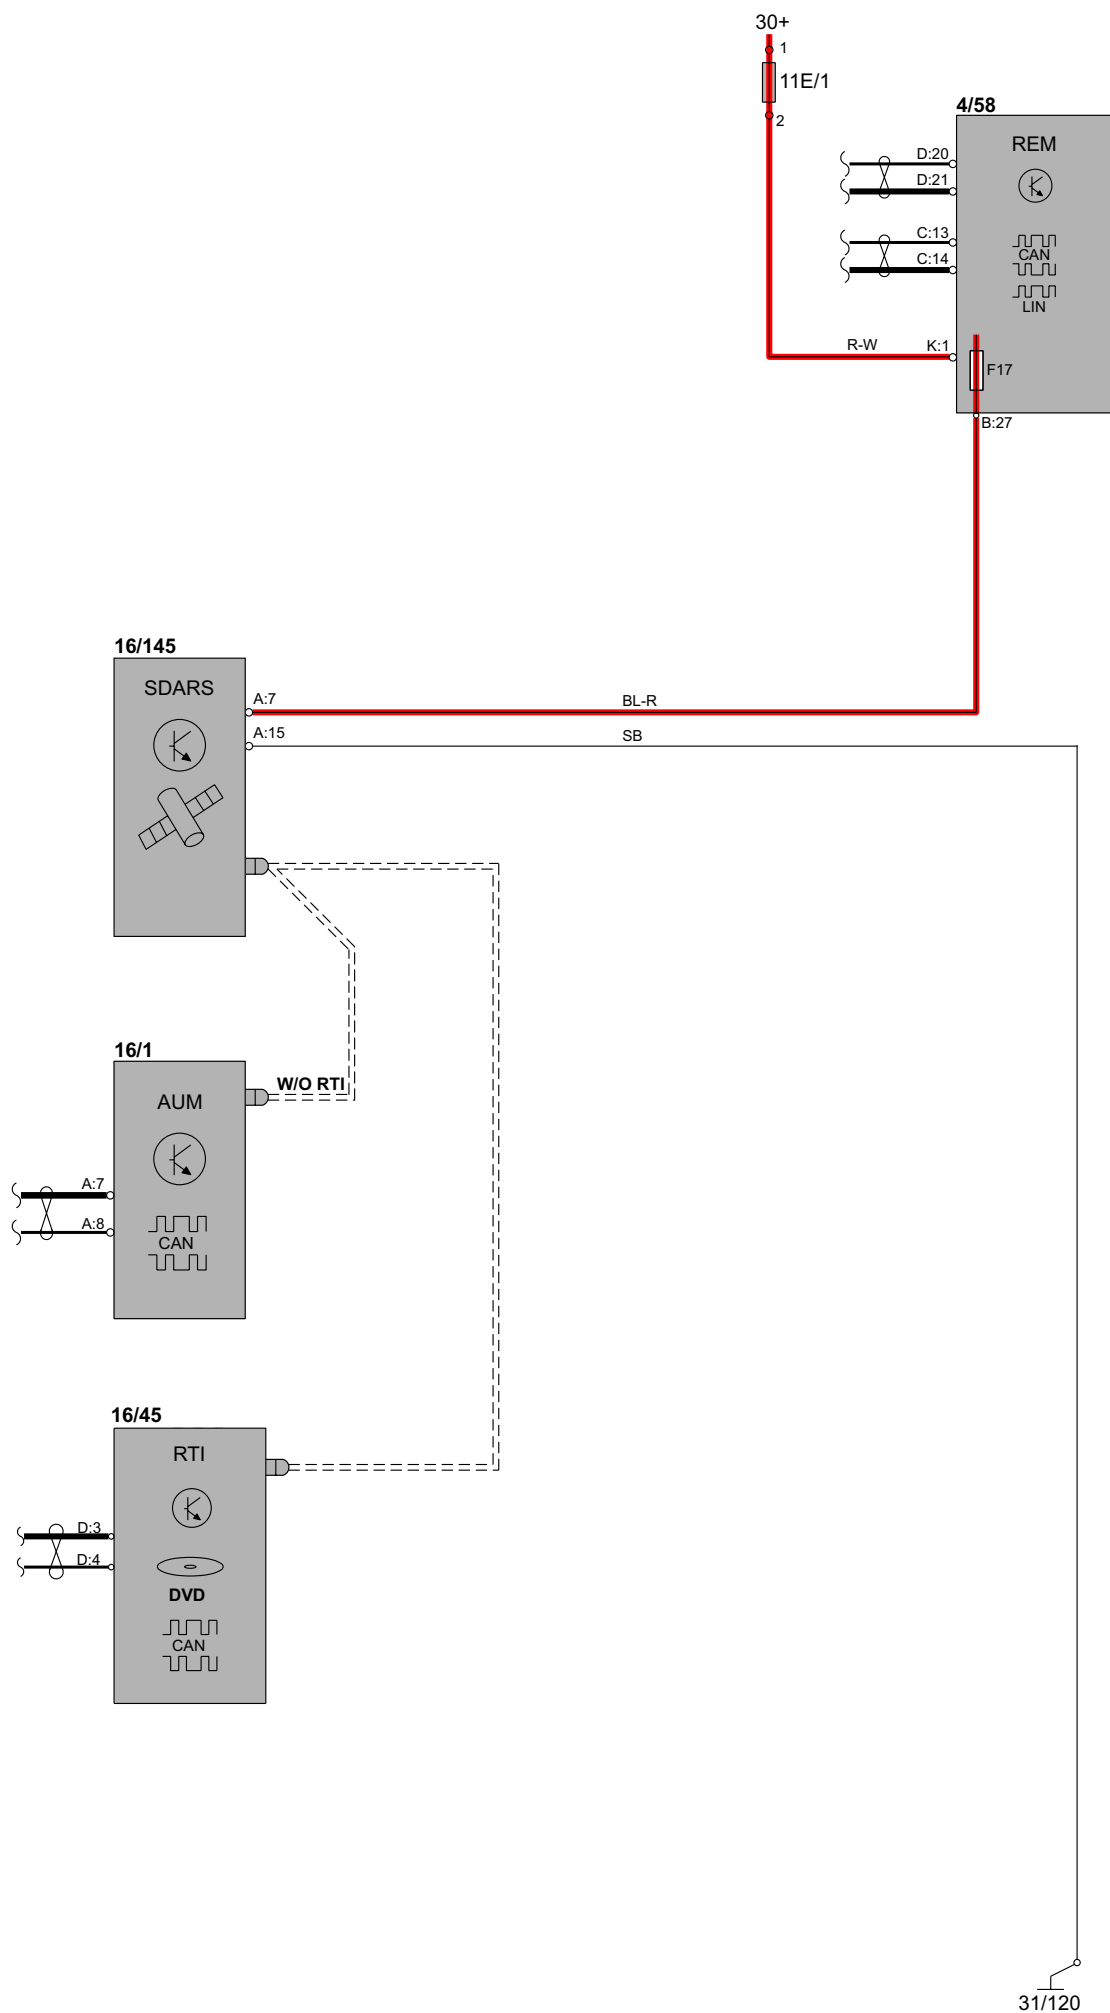 30+
1
11E/1
2
4/58
REM
D:20
D:21
C:13
CAN
C:14
LIN
R-W
K:1
F17
B:27
16/145
SDARS
A:7
BL-R
A:15
SB
16/1
W/O RTI
AUM
A:7
A:8
CAN
16/45
RTI
D:3
D:4
DVD
CAN
31/120